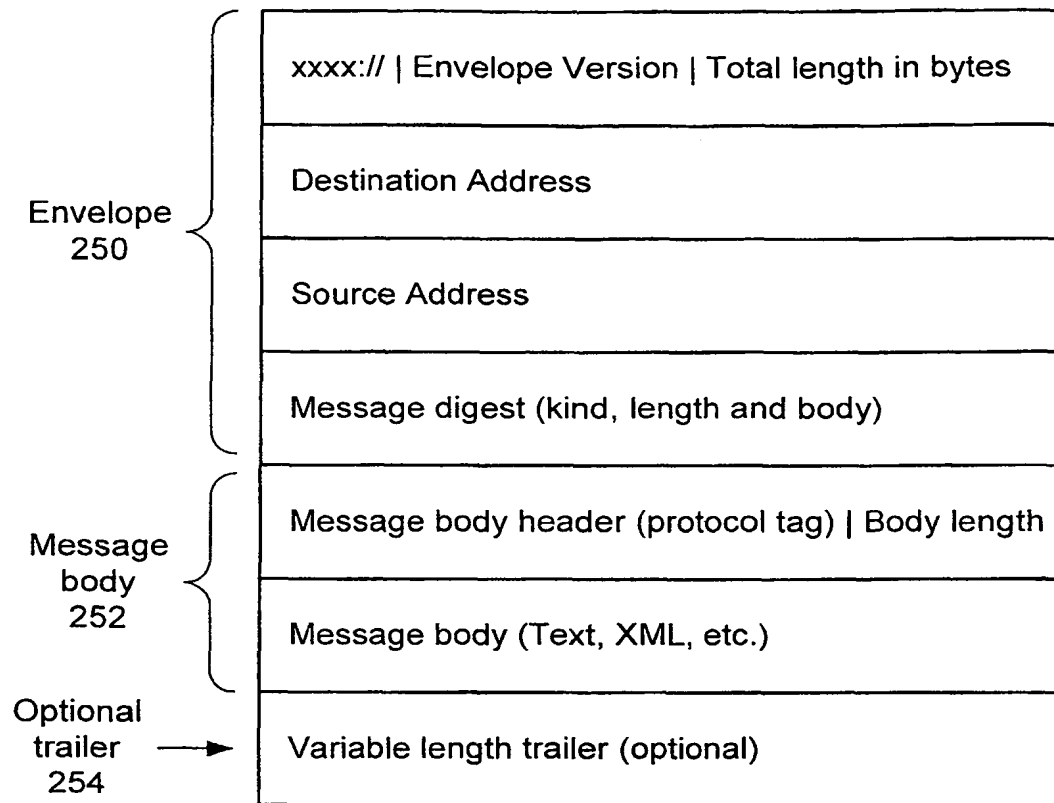 xxxx:// | Envelope Version | Total length in bytes
Destination Address
Envelope
250
Source Address
Message digest (kind, length and body)
Message body header (protocol tag) | Body length
Message
body
252
Message body (Text, XML, etc.)
Optional
trailer
254
Variable length trailer (optional)